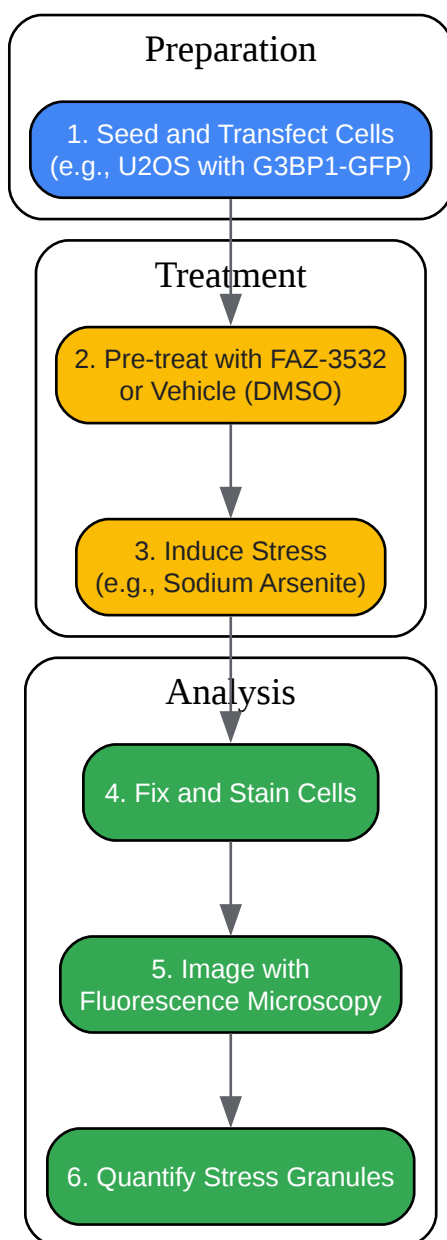 Preparation
1. Seed and Transfect Cells
(e.g., U2OS with G3BP1-GFP)
Treatment
2. Pre-treat with FAZ-3532
or Vehicle (DMSO)
3. Induce Stress
(e.g., Sodium Arsenite)
Analysis
4. Fix and Stain Cells
5. Image with
Fluorescence Microscopy
6. Quantify Stress Granules